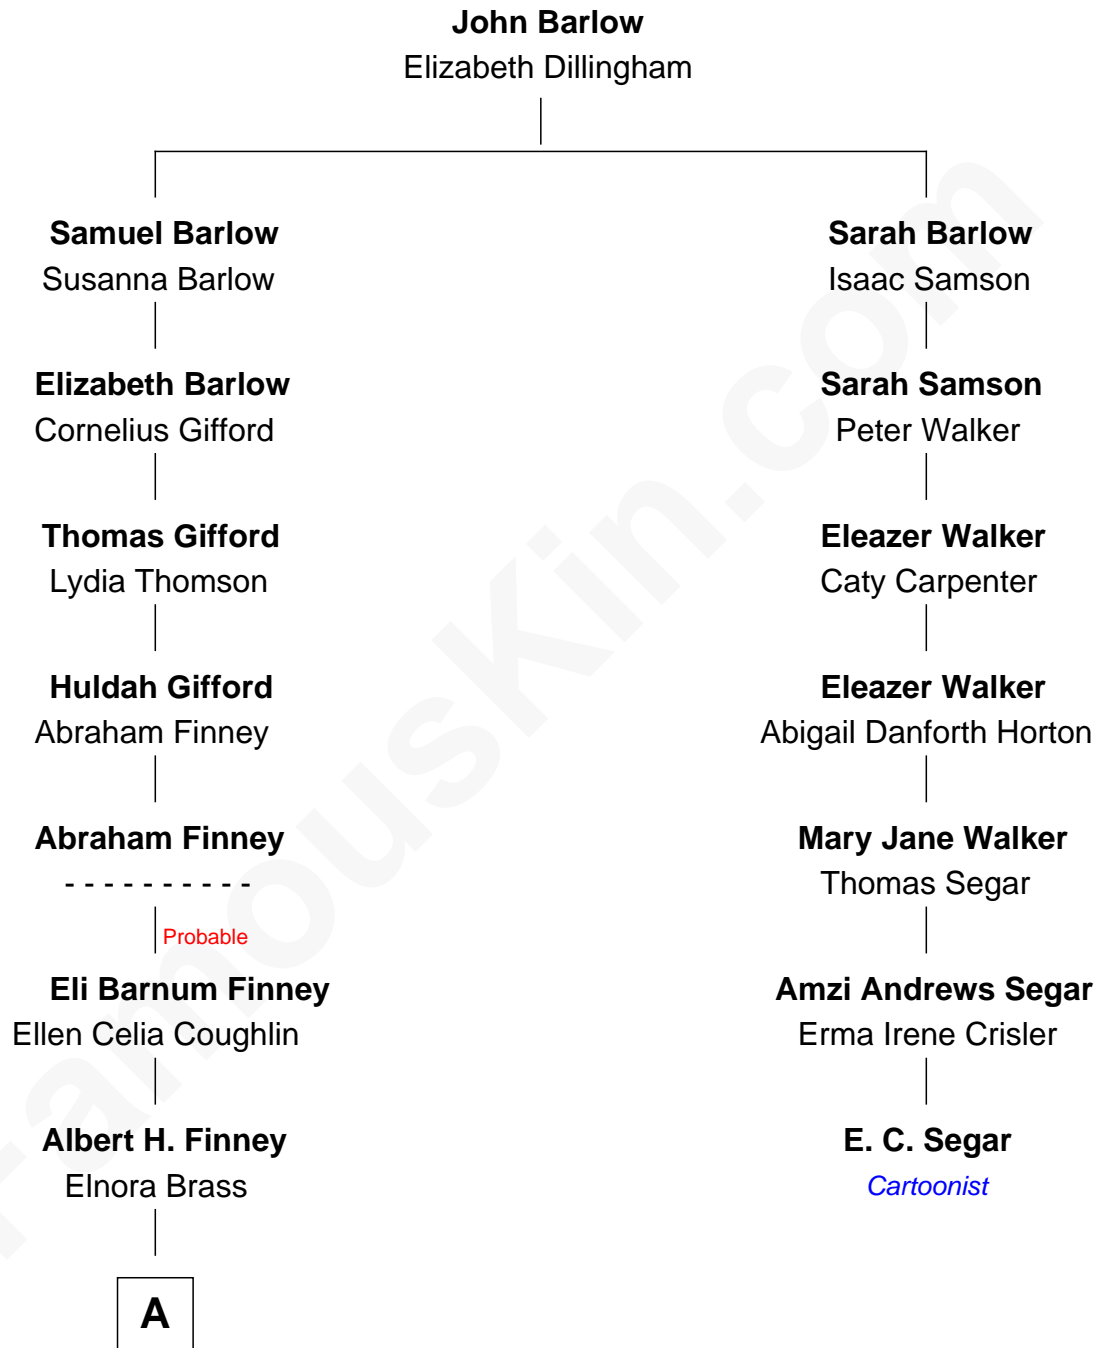 John Barlow
Elizabeth Dillingham
Samuel Barlow
Susanna Barlow
Sarah Barlow
Isaac Samson
Elizabeth Barlow
Cornelius Gifford
Sarah Samson
Peter Walker
Thomas Gifford
Lydia Thomson
Eleazer Walker
Caty Carpenter
Huldah Gifford
Abraham Finney
Eleazer Walker
Abigail Danforth Horton
Abraham Finney
- - - - - - - - - -
Mary Jane Walker
Thomas Segar
Probable
Eli Barnum Finney
Ellen Celia Coughlin
Amzi Andrews Segar
Erma Irene Crisler
Albert H. Finney
Elnora Brass
E. C. Segar
Cartoonist
A
FamousKin.com